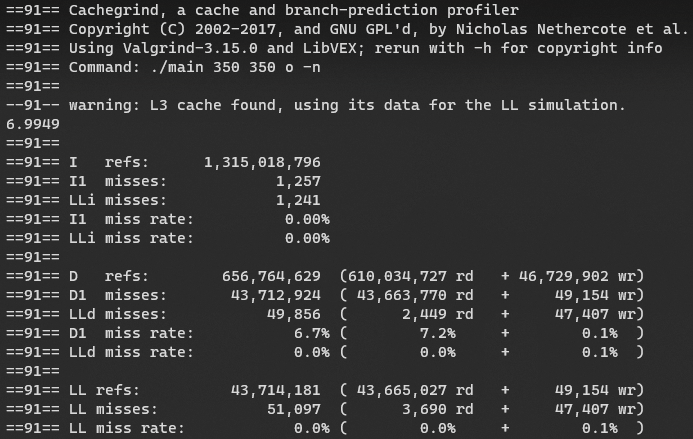 ==91== Cachegrind, a cache and branch-prediction profiler
==91== Copyright (C) 2002-2017, and GNU GPL'd, by Nicholas Nethercote et al.
==91== Using Valgrind-3.15.0 and LibVEX; rerun with -h for copyright info
==91== Command: ./main 350 350 o -n
==91==
--91-- warning: L3 cache found, using its data for the LL simulation.
6.9949
==91==
==91== I   refs:      1,315,018,796
==91== I1  misses:            1,257
==91== LLi misses:            1,241
==91== I1  miss rate:          0.00%
==91== LLi miss rate:          0.00%
==91==
==91== D   refs:        656,764,629  (610,034,727 rd   + 46,729,902 wr)
==91== D1  misses:       43,712,924  ( 43,663,770 rd   +     49,154 wr)
==91== LLd misses:           49,856  (      2,449 rd   +     47,407 wr)
==91== D1  miss rate:           6.7% (        7.2%     +        0.1%  )
==91== LLd miss rate:           0.0% (        0.0%     +        0.1%  )
==91==
==91== LL refs:          43,714,181  ( 43,665,027 rd   +     49,154 wr)
==91== LL misses:            51,097  (      3,690 rd   +     47,407 wr)
==91== LL miss rate:            0.0% (        0.0%     +        0.1%  )